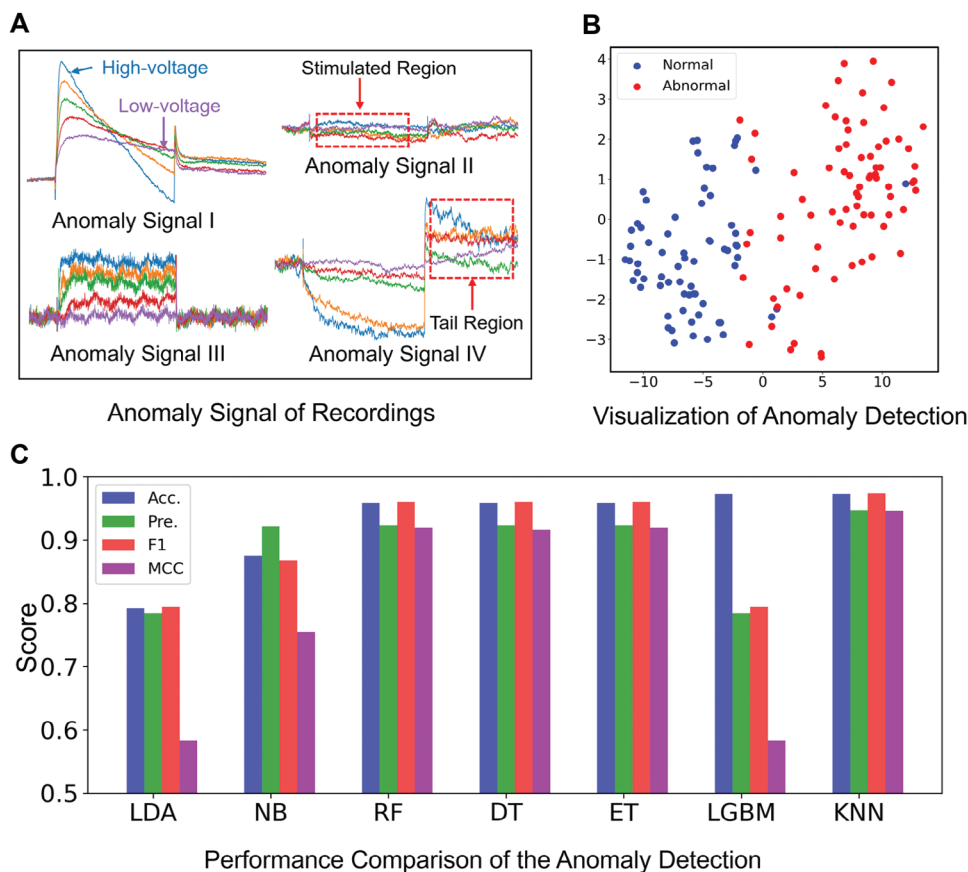 A
High-voltage
Low-voltage
Anomaly Signal I
Stimulated Region
Anomaly Signal II
Anomaly Signal III
Tail Region
Anomaly Signal IV
Anomaly Signal of Recordings
B
Normal
Abnormal
4
3
2
1
0
−1
−2
−3
−10
−5
0
5
10
Visualization of Anomaly Detection
C
Acc.
Pre.
F1
MCC
Score
1.0
0.9
0.8
0.7
0.6
0.5
LDA
NB
RF
DT
ET
LGBM
KNN
Performance Comparison of the Anomaly Detection